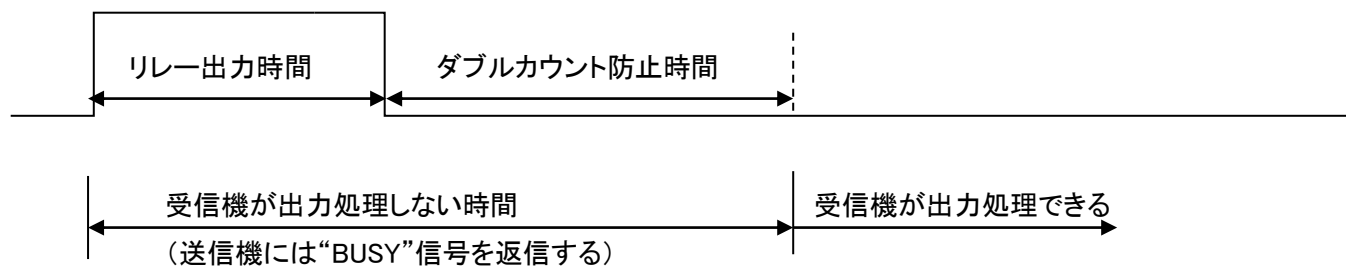 リレー出力時間
ダブルカウント防止時間
受信機が出力処理しない時間
受信機が出力処理できる
（送信機には“BUSY”信号を返信する）